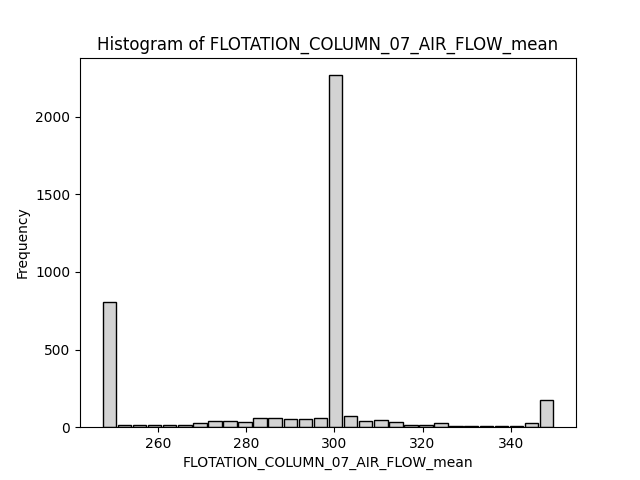 Histogram of FLOTATION_COLUMN_07_AIR_FLOW_mean
2000
1500
1000
500
0
Frequency
260 280 300 320 340
FLOTATION_COLUMN_07_AIR_FLOW_mean